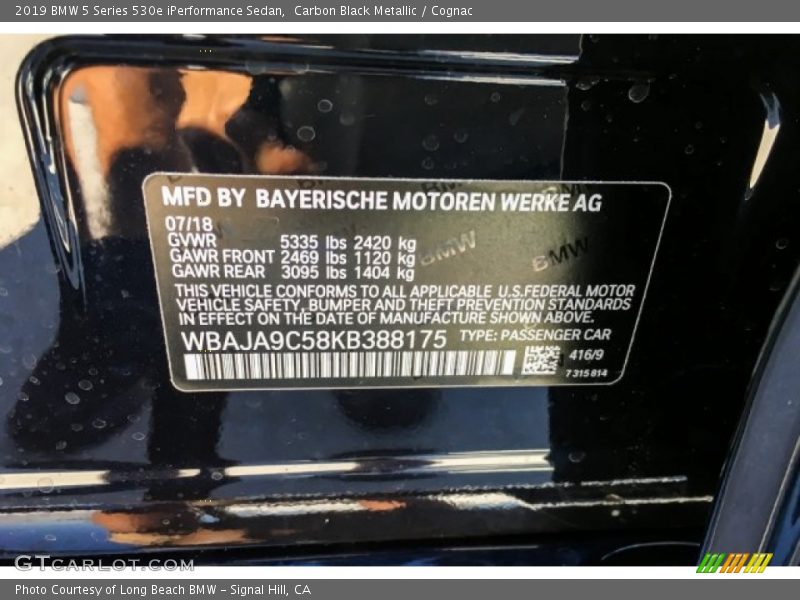 2019 BMW 5 Series 530e iPerformance Sedan, Carbon Black Metallic / Cognac
MFD BY BAYERISCHE MOTOREN WERKE AG
07/18
GVWR 5335 lbs 2420 kg
GAWR FRONT 2469 lbs 1120 kg
GAWR REAR 3095 lbs 1404 kg
BMW BMW
THIS VEHICLE CONFORMS TO ALL APPLICABLE U.S.FEDERAL MOTOR
VEHICLE SAFETY, BUMPER AND THEFT PREVENTION STANDARDS
IN EFFECT ON THE DATE OF MANUFACTURE SHOWN ABOVE.
WBAJA9C58KB388175 TYPE: PASSENGER CAR
416/9
7 315 814
GTcarlot.com
Photo Courtesy of Long Beach BMW - Signal Hill, CA